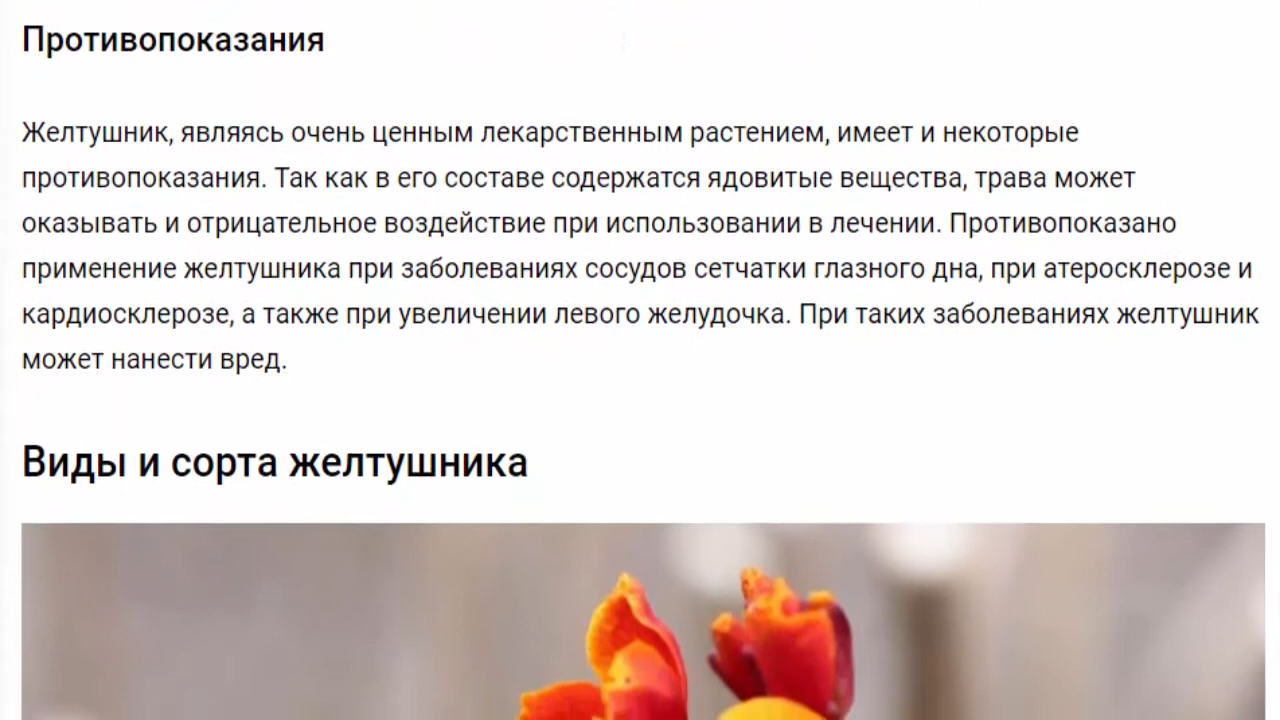 Противопоказания
Желтушник, являясь очень ценным лекарственным растением, имеет и некоторые
противопоказания. Так как в его составе содержатся ядовитые вещества, трава может
оказывать и отрицательное воздействие при использовании в лечении. Противопоказано
применение желтушника при заболеваниях сосудов сетчатки глазного дна, при атеросклерозе и
кардиосклерозе, а также при увеличении левого желудочка. При таких заболеваниях желтушник
может нанести вред.
Виды и сорта желтушника